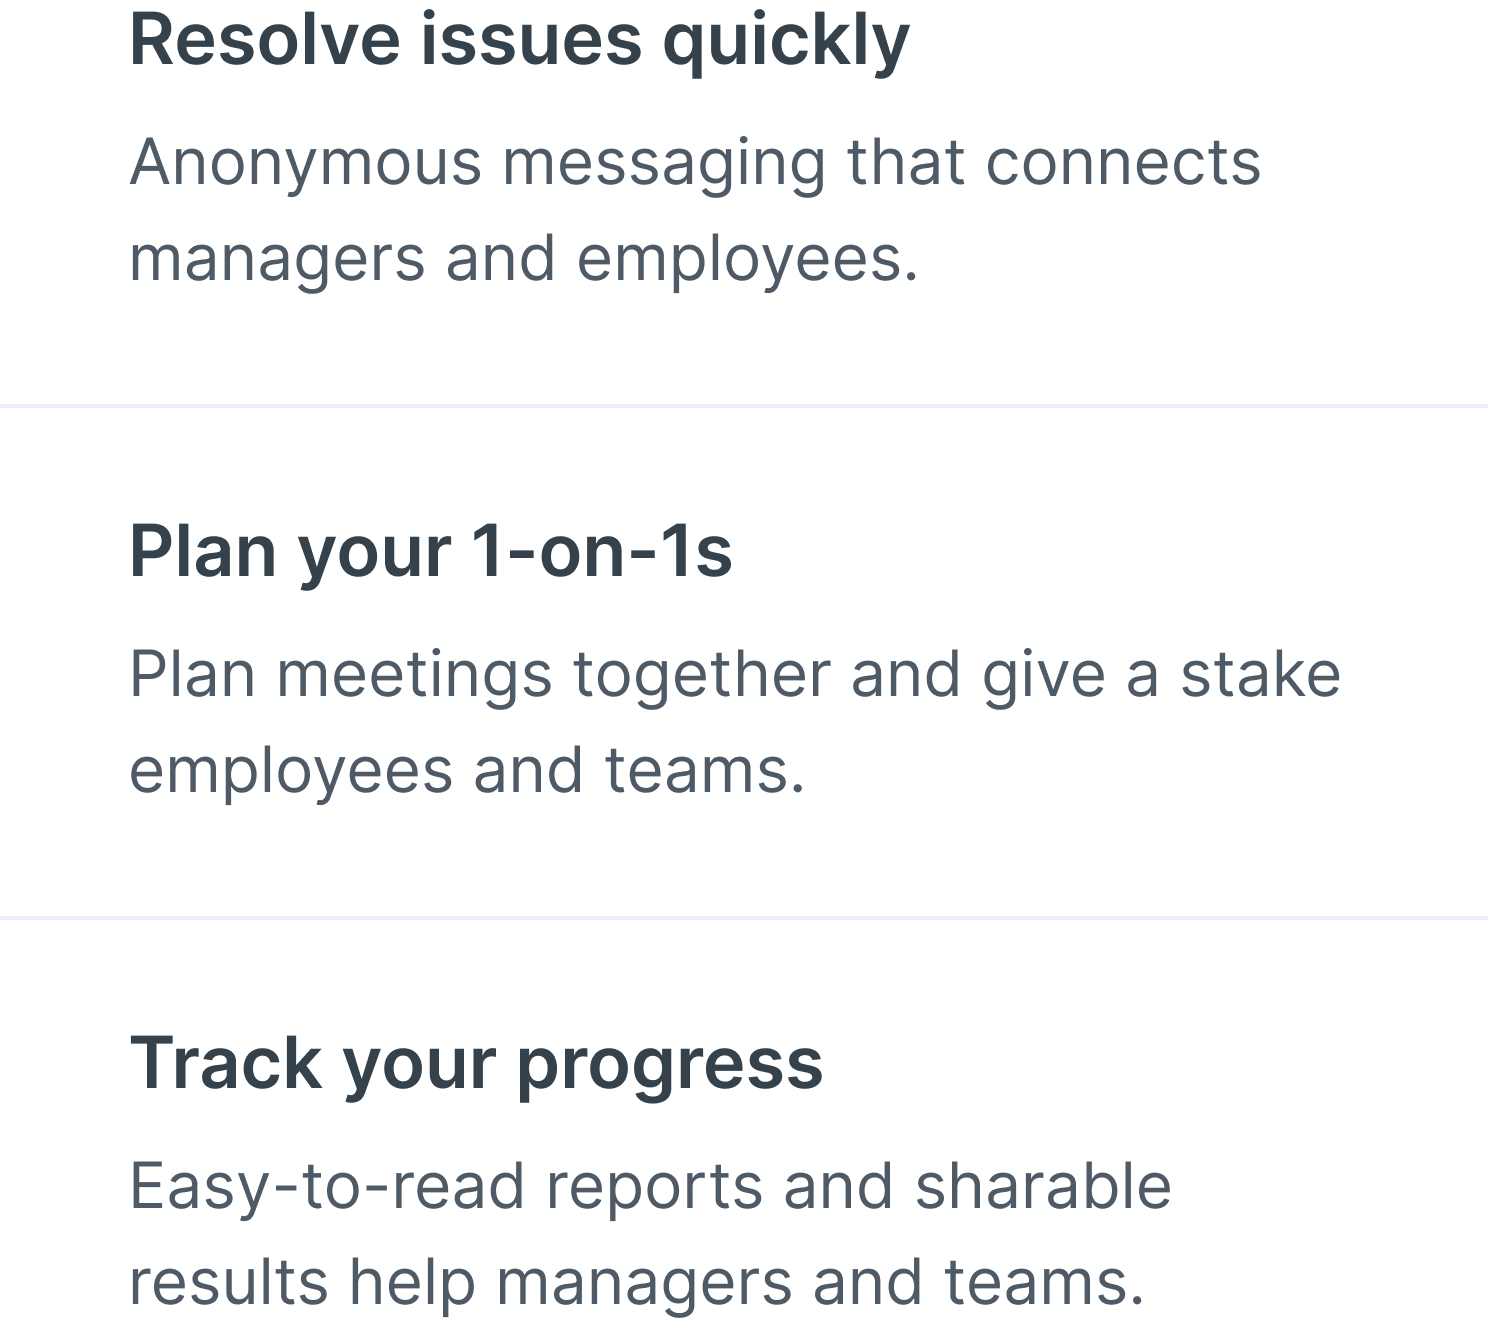 Resolve issues quickly
Anonymous messaging that connects
managers and employees.
Plan your 1-on-1s
Plan meetings together and give a stake
employees and teams.
Track your progress
Easy-to-read reports and sharable
results help managers and teams.